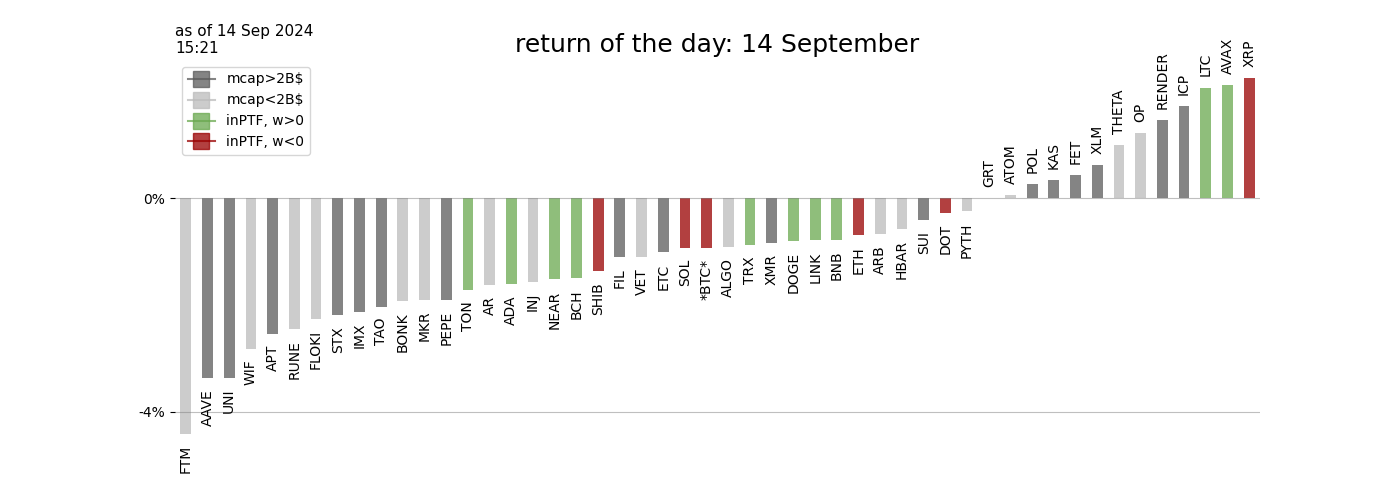 as of 14 Sep 2024
15:21
return of the day: 14 September
mcap>2B$
mcap<2B$
inPTF, w>0
inPTF, w<0
0%
-4%
FTM
AAVE
UNI
WIF
APT
RUNE
FLOKI
STX
IMX
TAO
BONK
MKR
PEPE
TON
AR
ADA
INJ
NEAR
BCH
SHIB
FIL
VET
ETC
SOL
*BTC*
ALGO
TRX
XMR
DOGE
LINK
BNB
ETH
ARB
HBAR
SUI
DOT
PYTH
GRT
ATOM
POL
KAS
FET
XLM
THETA
OP
RENDER
ICP
LTC
AVAX
XRP